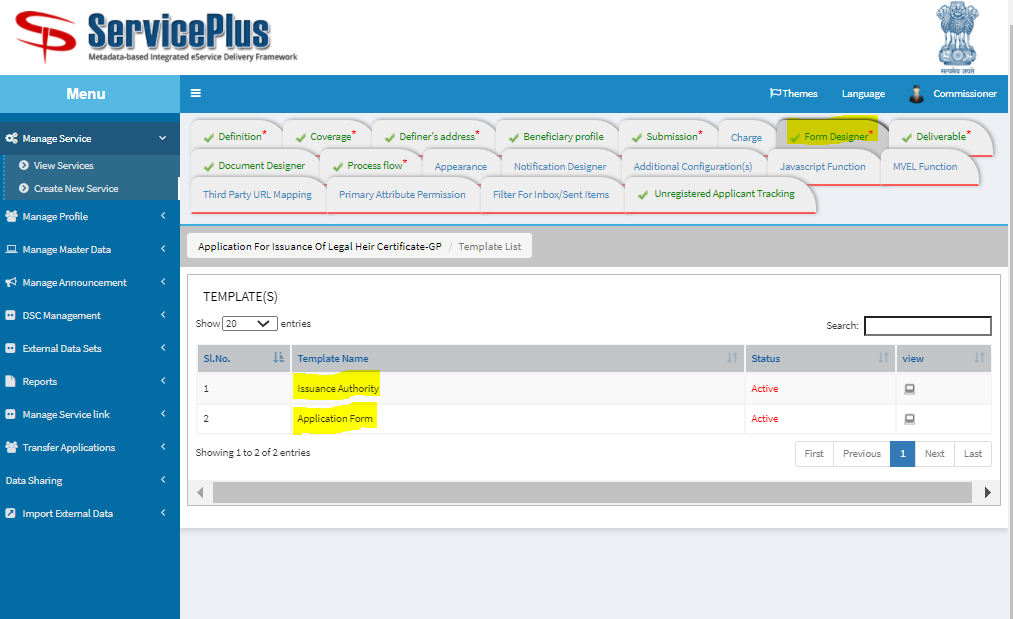 ServicePlus
Metadata-based Integrated eService Delivery Framework
सत्यमेव जयते
Menu
Themes Language Commissioner
Manage Service
View Services
Create New Service
Manage Profile
Manage Master Data
Manage Announcement
DSC Management
External Data Sets
Reports
Manage Service link
Transfer Applications
Data Sharing
Import External Data
Definition* Coverage* Definer's address* Beneficiary profile Submission* Charge Form Designer* Deliverable*
Document Designer Process flow* Appearance Notification Designer Additional Configuration(s) Javascript Function MVEL Function
Third Party URL Mapping Primary Attribute Permission Filter For Inbox/Sent Items Unregistered Applicant Tracking
Application For Issuance Of Legal Heir Certificate-GP / Template List
TEMPLATE(S)
Show 20 entries Search:
Sl.No. Template Name Status view
1 Issuance Authority Active
2 Application Form Active
Showing 1 to 2 of 2 entries First Previous 1 Next Last